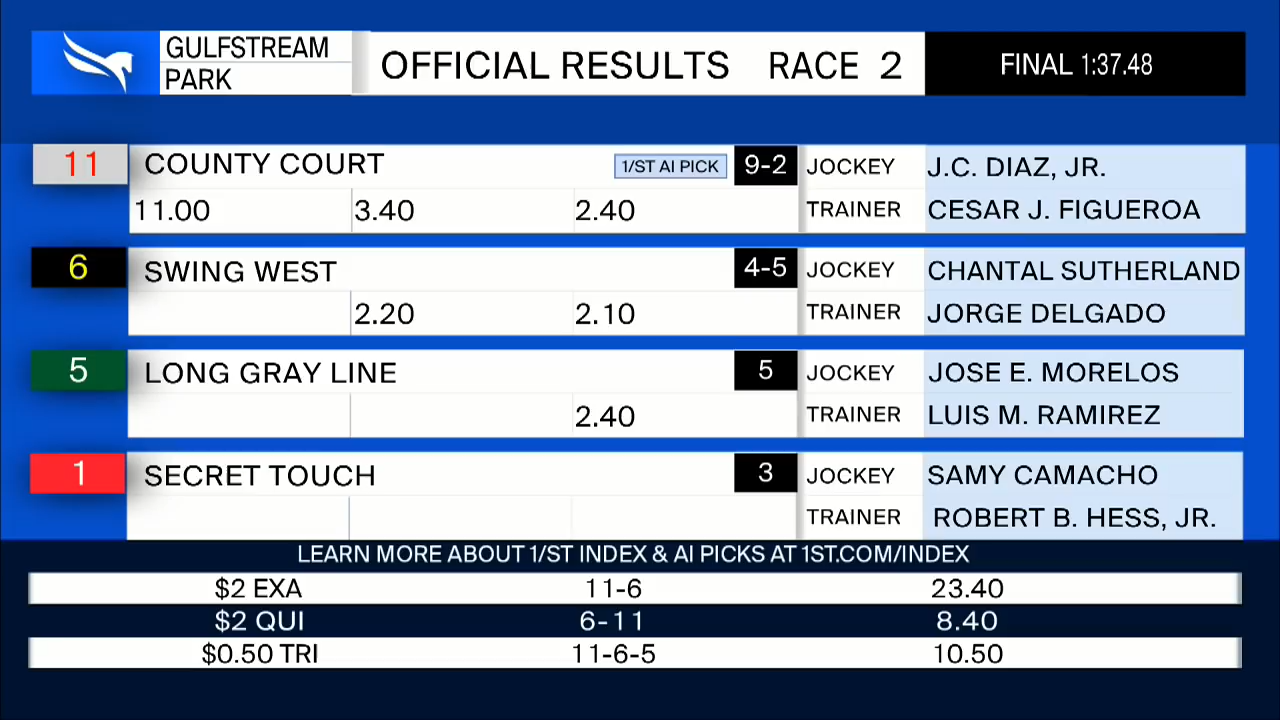 GULFSTREAM PARK OFFICIAL RESULTS RACE 2 FINAL 1:37.48
11 COUNTY COURT 1/ST AI PICK 9-2 JOCKEY J.C. DIAZ, JR.
11.00 3.40 2.40 TRAINER CESAR J. FIGUEROA
6 SWING WEST 4-5 JOCKEY CHANTAL SUTHERLAND
2.20 2.10 TRAINER JORGE DELGADO
5 LONG GRAY LINE 5 JOCKEY JOSE E. MORELOS
2.40 TRAINER LUIS M. RAMIREZ
1 SECRET TOUCH 3 JOCKEY SAMY CAMACHO
TRAINER ROBERT B. HESS, JR.
LEARN MORE ABOUT 1/ST INDEX & AI PICKS AT 1ST.COM/INDEX
$2 EXA 11-6 23.40
$2 QUI 6-11 8.40
$0.50 TRI 11-6-5 10.50